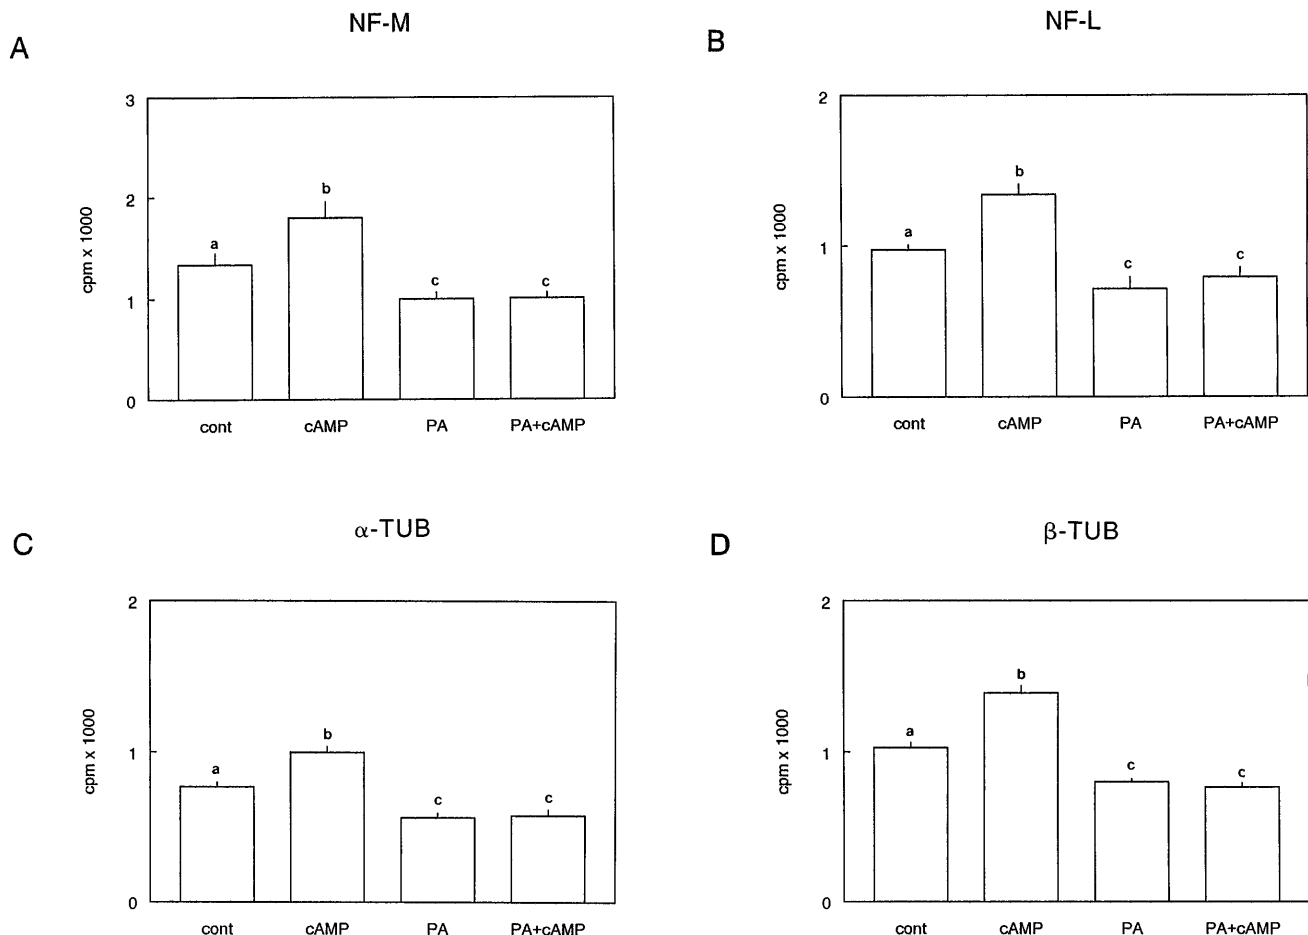 A
NF-M
3
2
1
0
cpm x 1000
a
b
c
c
cont
cAMP
PA
PA+cAMP
B
NF-L
2
1
0
cpm x 1000
a
b
c
c
cont
cAMP
PA
PA+cAMP
C
α-TUB
2
1
0
cpm x 1000
a
b
c
c
cont
cAMP
PA
PA+cAMP
D
β-TUB
2
1
0
cpm x 1000
a
b
c
c
cont
cAMP
PA
PA+cAMP